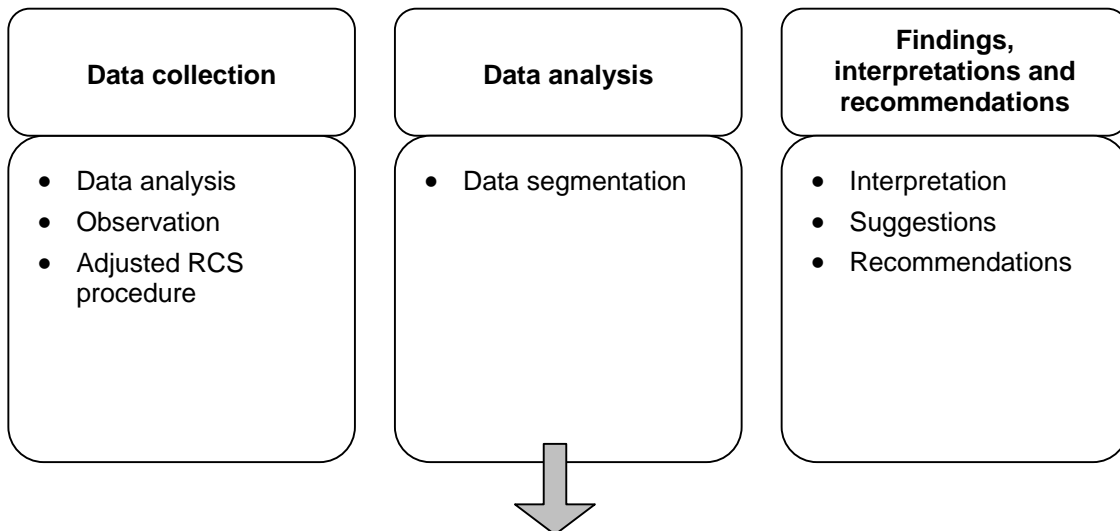 Data collection
• Data analysis
• Observation
• Adjusted RCS
procedure
Data analysis
• Data segmentation
Findings,
interpretations and
recommendations
• Interpretation
• Suggestions
• Recommendations